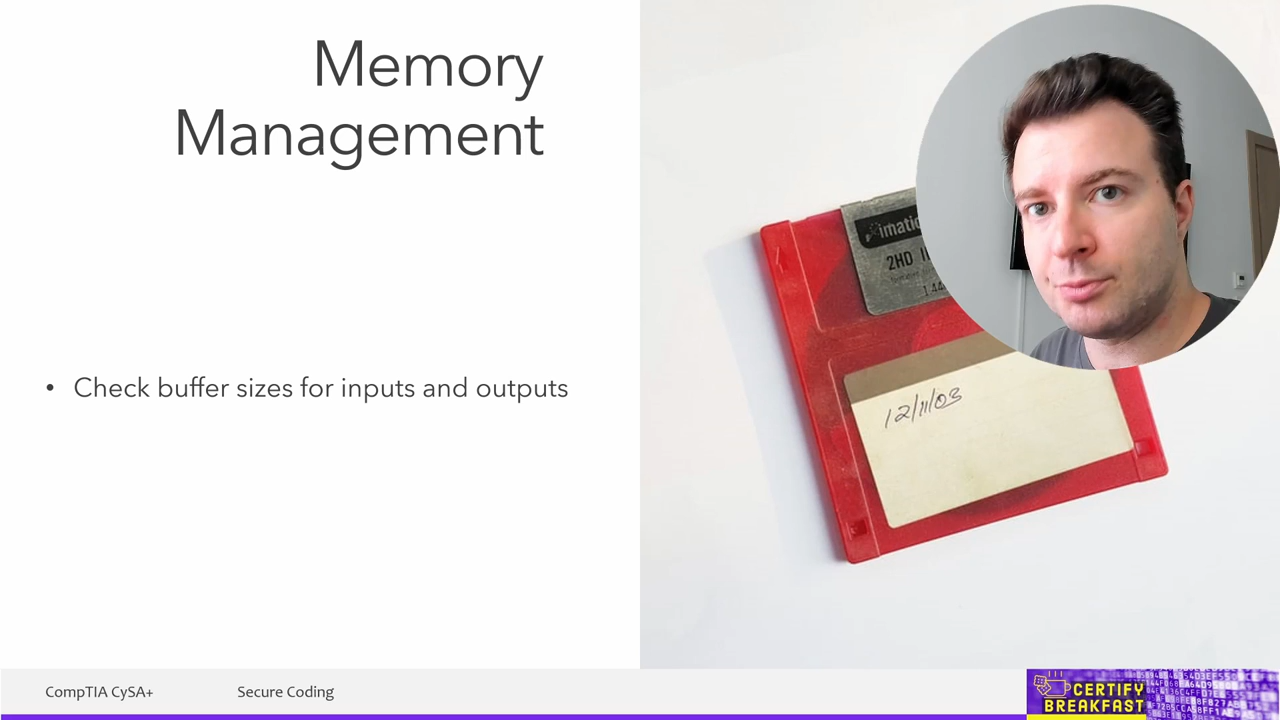 Memory
Management
• Check buffer sizes for inputs and outputs
2HD
12/11/03
CompTIA CySA+
Secure Coding
CERTIFY
BREAKFAST